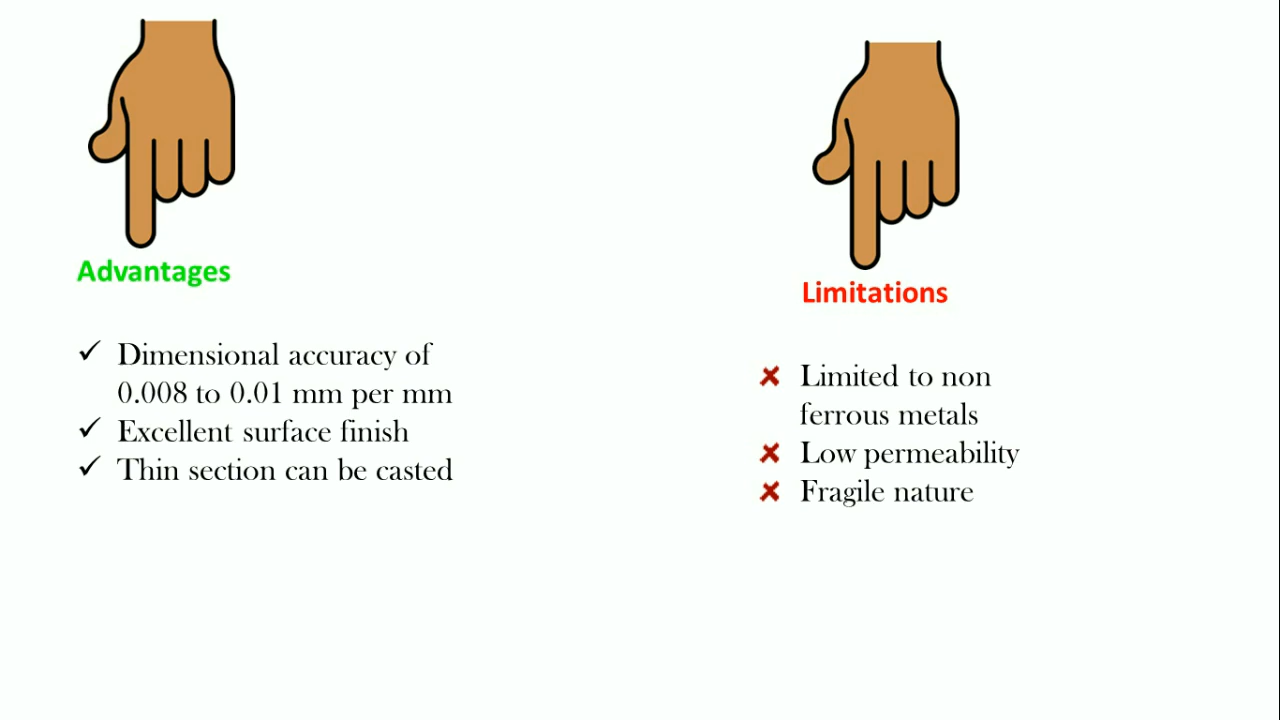 Advantages
Dimensional accuracy of
0.008 to 0.01 mm per mm
Excellent surface finish
Thin section can be casted
Limitations
Limited to non
ferrous metals
Low permeability
Fragile nature